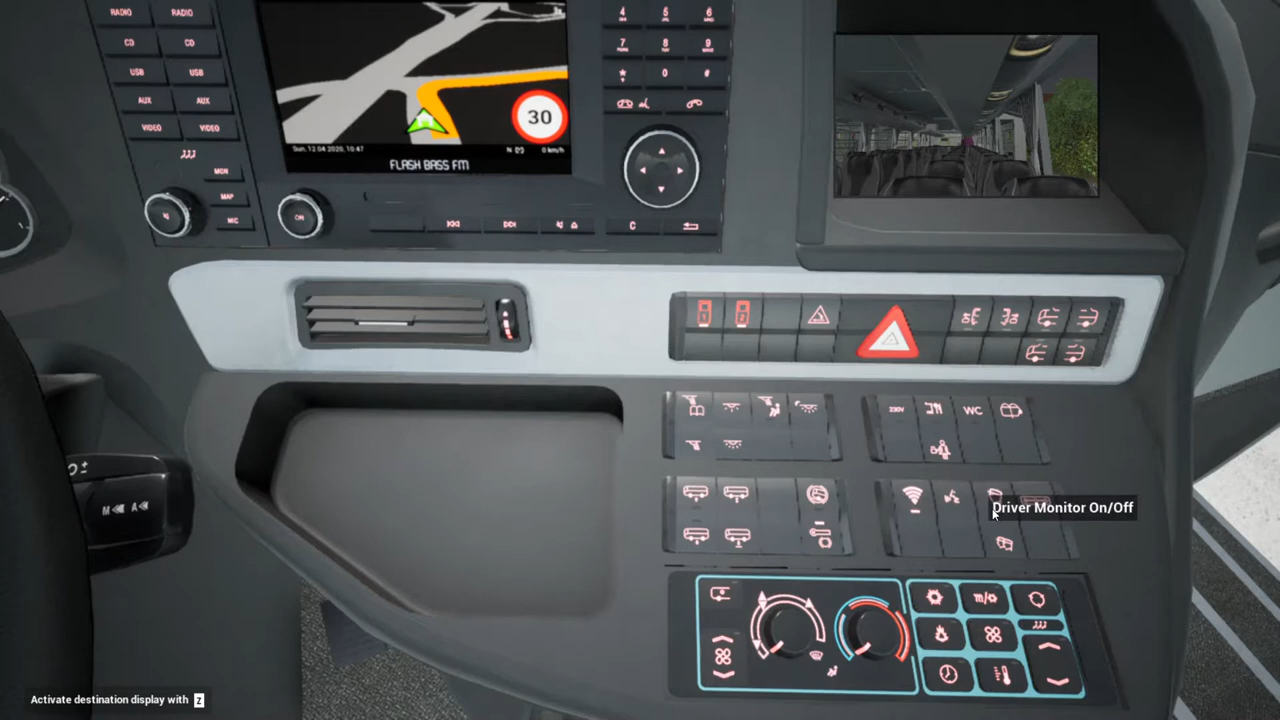 RADIO RADIO
CD CD
USB USB
AUX AUX
VIDEO VIDEO
MON
MAP
MIC
ON
30
Sun, 12.04.2020, 10:47
0 km/h
FLASH BASS FM
4 5 6
7 8 9
* 0 #
C
1 2
230V
WC
Driver Monitor On/Off
M A
Activate destination display with Z